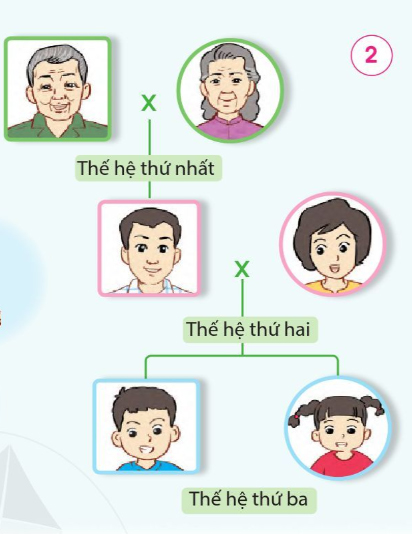 2
X
Thế hệ thứ nhất
X
Thế hệ thứ hai
Thế hệ thứ ba